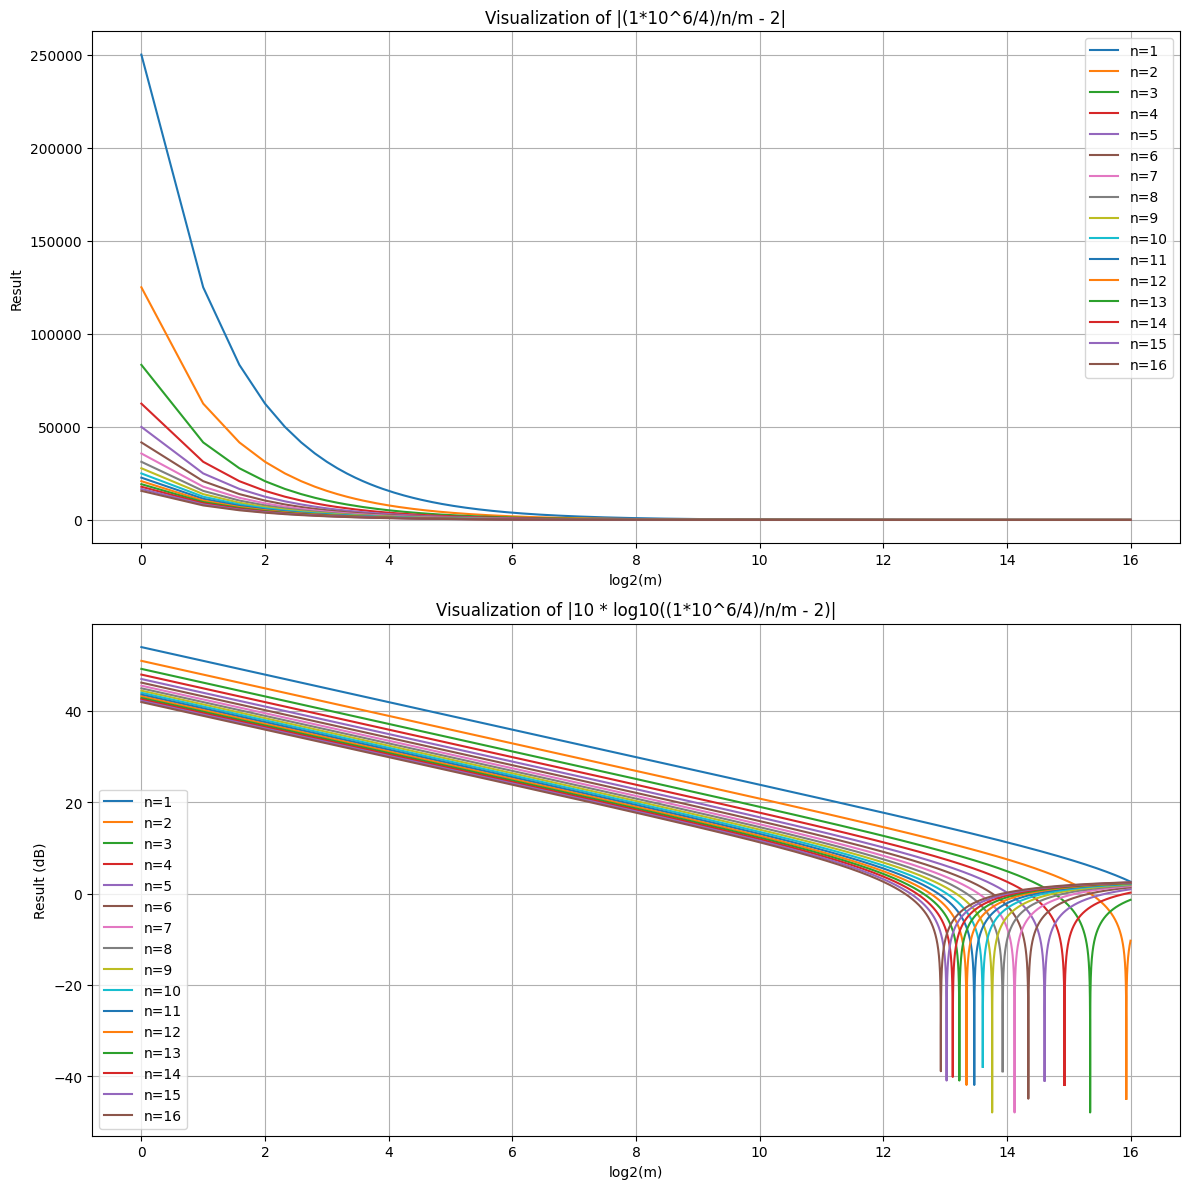 Visualization of |(1*10^6/4)/n/m - 2|
250000
200000
150000
100000
50000
0
Result
n=1
n=2
n=3
n=4
n=5
n=6
n=7
n=8
n=9
n=10
n=11
n=12
n=13
n=14
n=15
n=16
0 2 4 6 8 10 12 14 16
log2(m)
Visualization of |10 * log10((1*10^6/4)/n/m - 2)|
40
20
0
−20
−40
Result (dB)
n=1
n=2
n=3
n=4
n=5
n=6
n=7
n=8
n=9
n=10
n=11
n=12
n=13
n=14
n=15
n=16
0 2 4 6 8 10 12 14 16
log2(m)